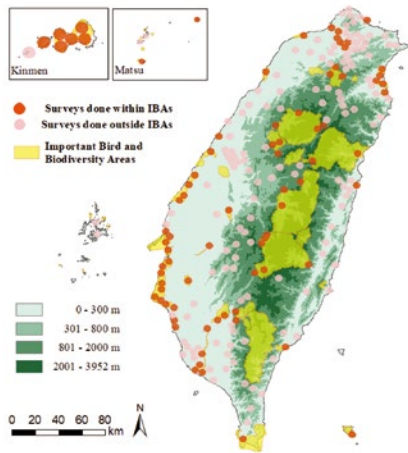 Kinmen
Matsu
Surveys done within IBAs
Surveys done outside IBAs
Important Bird and
Biodiversity Areas
0 - 300 m
301 - 800 m
801 - 2000 m
2001 - 3952 m
0 20 40 60 80
km
N